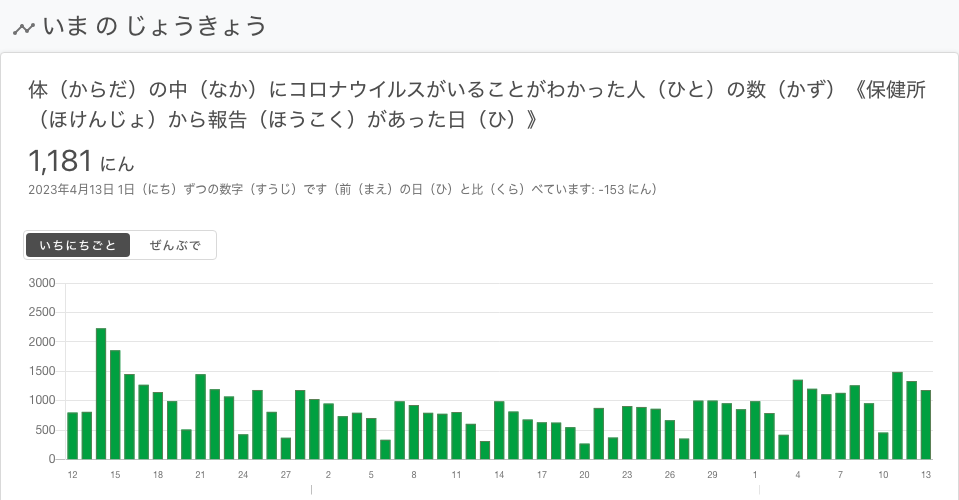 いま の じょうきょう
体（からだ）の中（なか）にコロナウイルスがいることがわかった人（ひと）の数（かず）《保健所
（ほけんじょ）から報告（ほうこく）があった日（ひ）》
1,181 にん
2023年4月13日 1日（にち）ずつの数字（すうじ）です（前（まえ）の日（ひ）と比（くら）べています: -153 にん）
いちにちごと ぜんぶで
3000
2500
2000
1500
1000
500
0
12 15 18 21 24 27 2 5 8 11 14 17 20 23 26 29 1 4 7 10 13